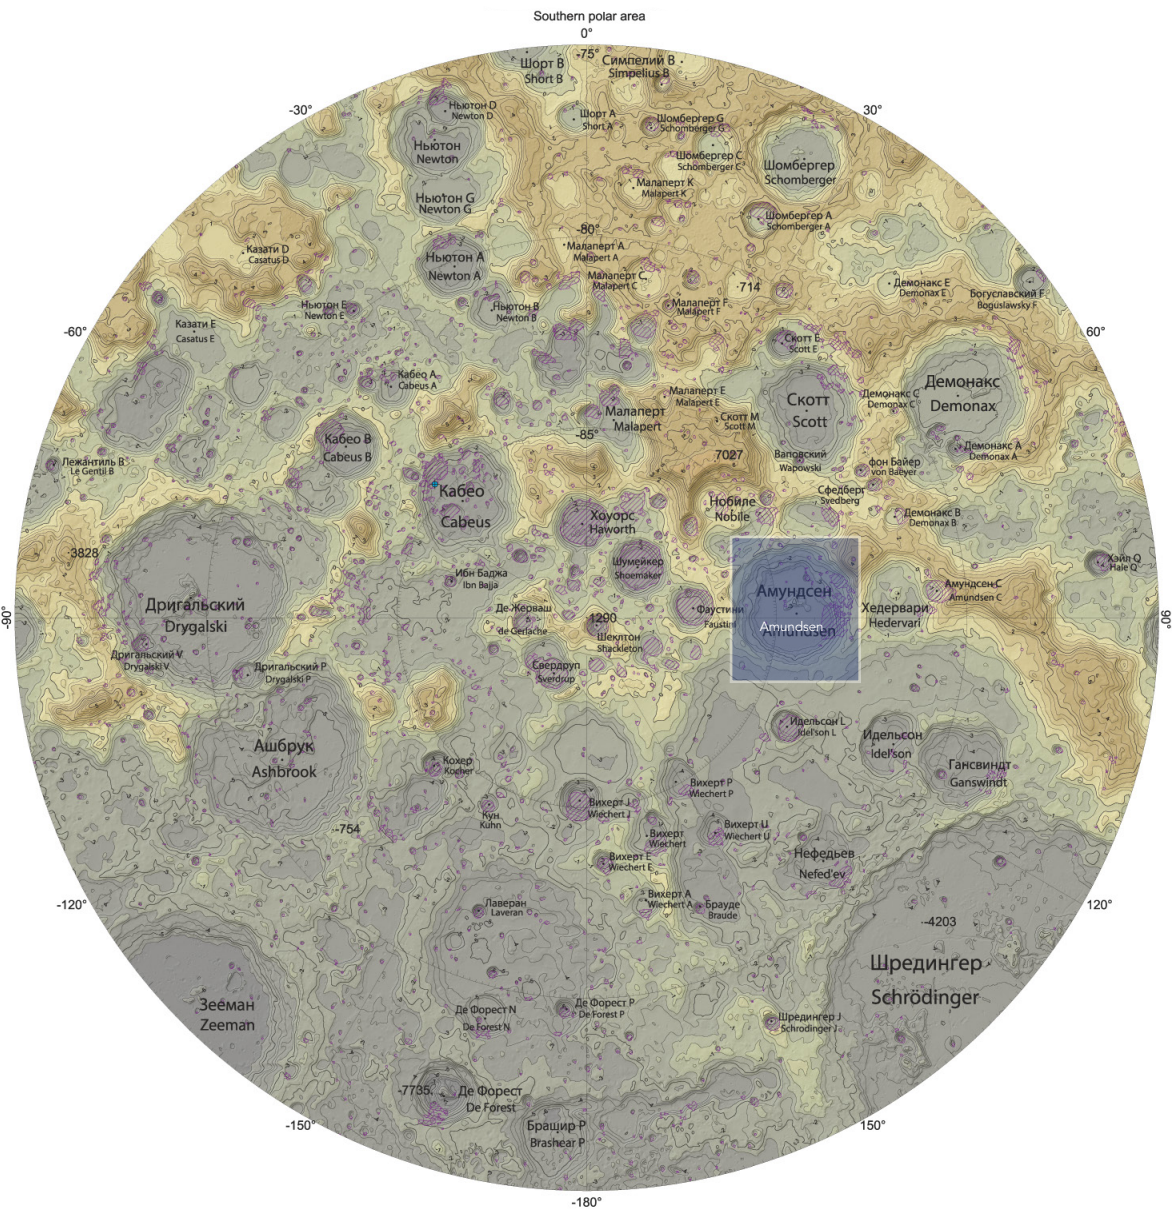 Southern polar area
0°
-75°
Шорт B
Short B
Симпелий B
Simpelius B
-30°
30°
Ньютон D
Newton D
Шорт A
Short A
Шомбергер G
Schomberger G
Ньютон
Newton
Шомбергер C
Schomberger C
Шомбергер
Schomberger
Малаперт K
Malapert K
Ньютон G
Newton G
Шомбергер A
Schomberger A
-80°
Казати D
Casatus D
Малаперт A
Malapert A
Ньютон A
Newton A
Малаперт C
Malapert C
714
Демонакс E
Demonax E
Богуславский F
Boguslawsky F
Ньютон E
Newton E
Ньютон B
Newton B
Малаперт F
Malapert F
-60°
60°
Казати E
Casatus E
Скотт E
Scott E
Кабео A
Cabeus A
Малаперт E
Malapert E
Демонакс C
Demonax C
Демонакс
Demonax
Скотт
Scott
Малаперт
Malapert
Скотт M
Scott M
-85°
Кабео B
Cabeus B
Демонакс A
Demonax A
7027
Ваповский
Wapowski
Лежантиль B
Le Gentil B
фон Байер
von Baeyer
Кабео
Cabeus
Сфедберг
Svedberg
Нобиле
Nobile
Хоуорс
Haworth
Демонакс B
Demonax B
3828
Шумейкер
Shoemaker
Хэйл Q
Hale Q
Ибн Баджа
Ibn Bajja
Амундсен
Amundsen
Amundsen
Амундсен C
Amundsen C
Дригальский
Drygalski
Де Жерваш
de Gerlache
1290
Фаустини
Faustini
Хедервари
Hedervari
-90°
90°
Шеклтон
Shackleton
Дригальский V
Drygalski V
Дригальский P
Drygalski P
Свердруп
Sverdrup
Идельсон L
Idel'son L
Ашбрук
Ashbrook
Идельсон
Idel'son
Кохер
Kocher
Гансвиндт
Ganswindt
Вихерт P
Wiechert P
Вихерт J
Wiechert J
Кун
Kuhn
-754
Вихерт
Wiechert
Вихерт U
Wiechert U
Вихерт E
Wiechert E
Нефедьев
Nefed'ev
-120°
120°
Лаверан
Laveran
Вихерт A
Wiechert A
Брауде
Braude
-4203
Шредингер
Schrödinger
Зееман
Zeeman
Де Форест N
De Forest N
Де Форест P
De Forest P
Шредингер J
Schrodinger J
-7735
Де Форест
De Forest
-150°
150°
Брашир P
Brashear P
-180°